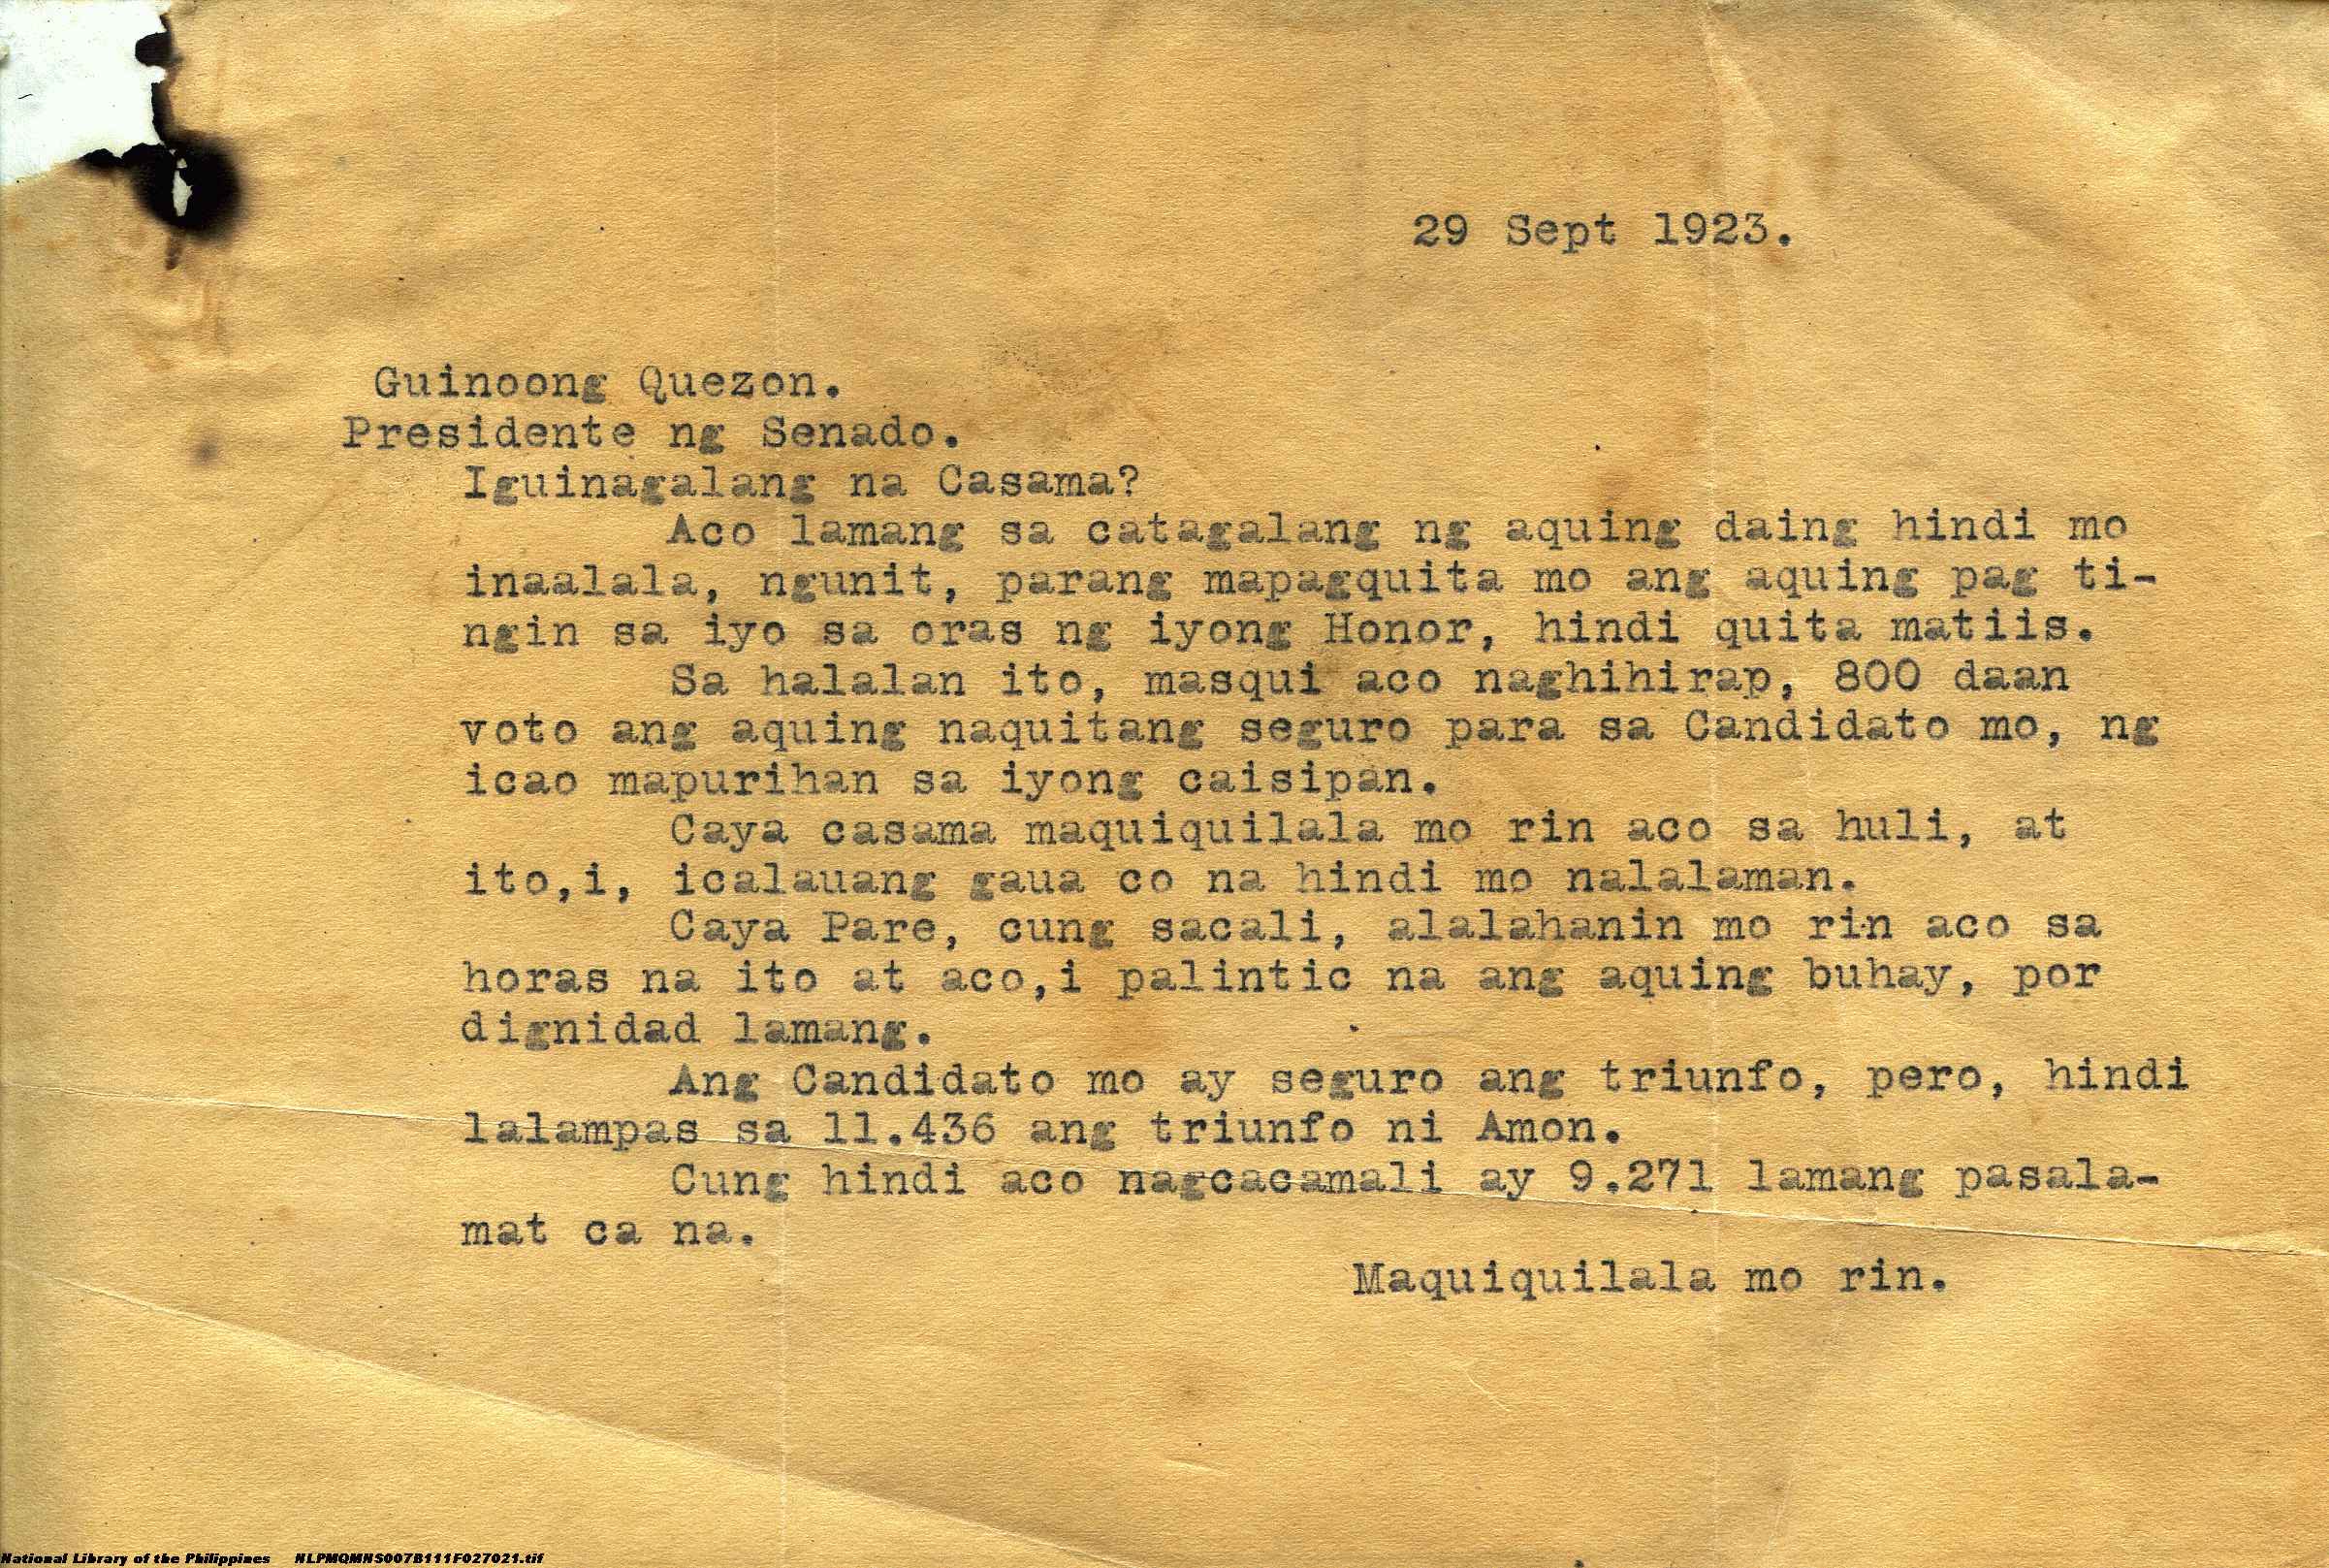 29 Sept 1923.
Guinoong Quezon.
Presidente ng Senado.
Iguinagalang na Casama?
Aco lamang sa catagalang ng aquing daing hindi mo
inaalala, ngunit, parang mapagquita mo ang aquing pag ti-
ngin sa iyo sa oras ng iyong Honor, hindi quita matiis.
Sa halalan ito, masqui aco naghihirap, 800 daan
voto ang aquing naquitang seguro para sa Candidato mo, ng
icao mapurihan sa iyong caisipan.
Caya casama maquiquilala mo rin aco sa huli, at
ito,i, icalauang gaua co na hindi mo nalalaman.
Caya Pare, cung sacali, alalahanin mo rin aco sa
horas na ito at aco,i palintic na ang aquing buhay, por
dignidad lamang.
Ang Candidato mo ay seguro ang triunfo, pero, hindi
lalampas sa 11.436 ang triunfo ni Amon.
Cung hindi aco nagcacamali ay 9.271 lamang pasala-
mat ca na.
Maquiquilala mo rin.
National Library of the Philippines NLPMQMNS007B111F027021.tif